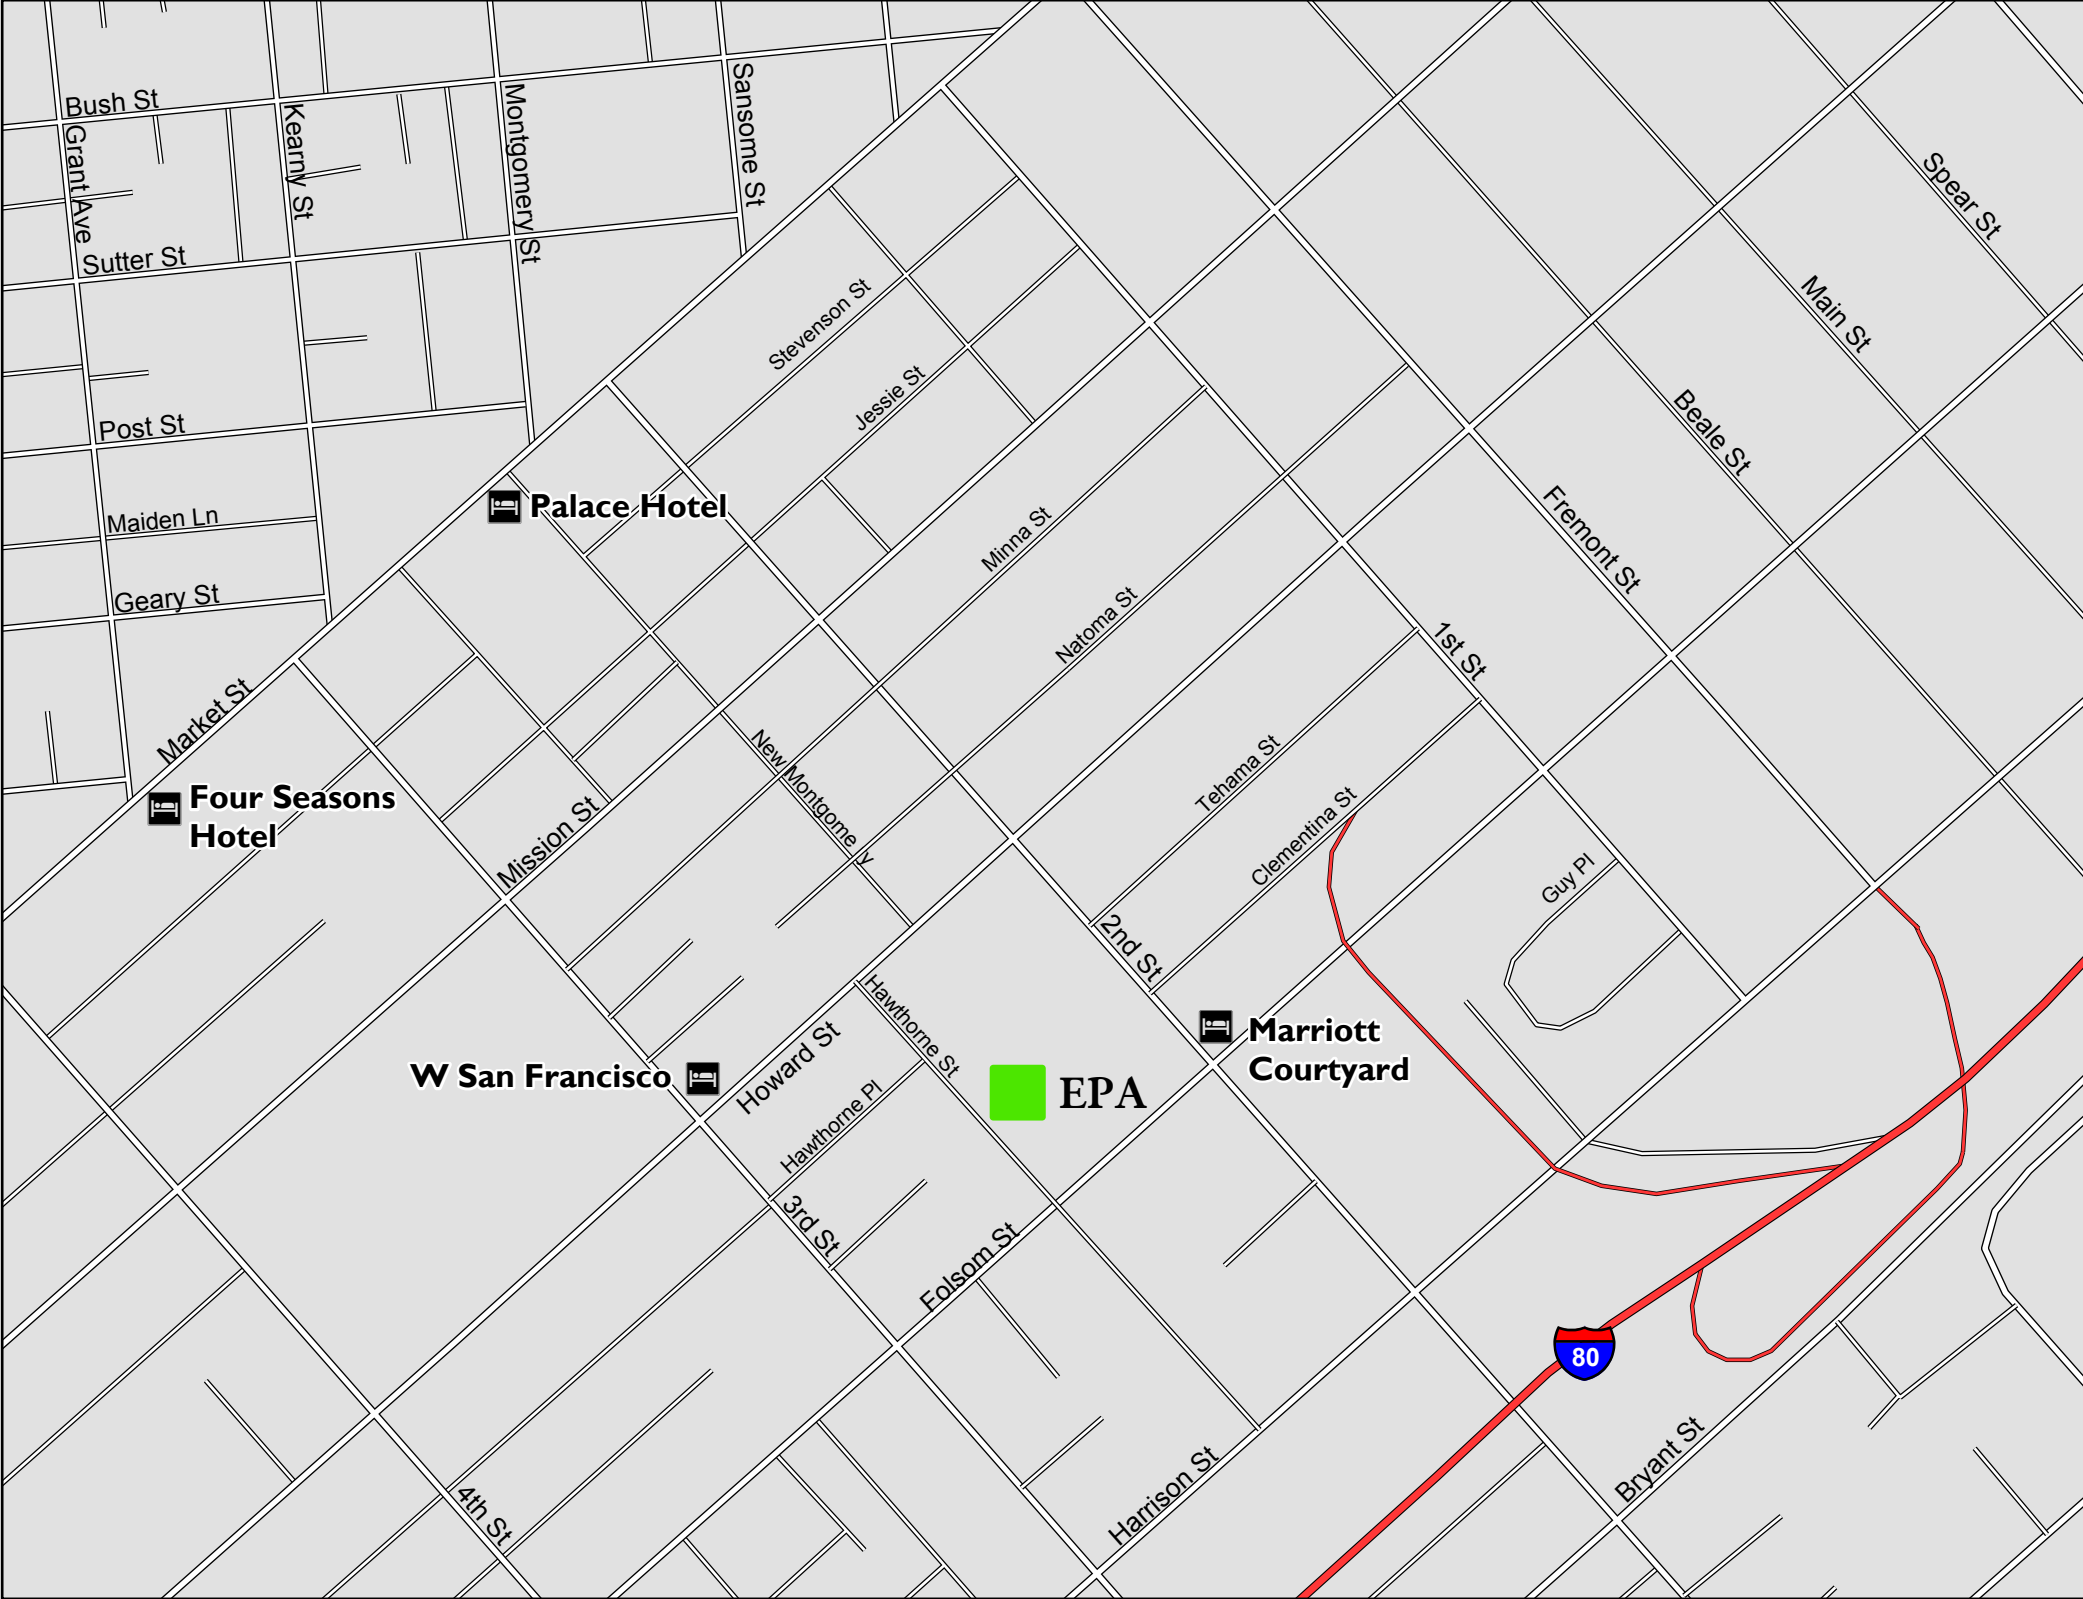 Bush St
Grant Ave
Kearny St
Montgomery St
Sansome St
Sutter St
Spear St
Main St
Stevenson St
Jessie St
Post St
Beale St
Palace Hotel
Maiden Ln
Minna St
Fremont St
Geary St
Natoma St
1st St
Market St
New Montgome y
Tehama St
Four Seasons
Hotel
Mission St
Clementina St
Guy Pl
2nd St
Hawthorne St
Howard St
Marriott
Courtyard
W San Francisco
EPA
Hawthorne Pl
3rd St
Folsom St
80
Bryant St
Harrison St
4th St